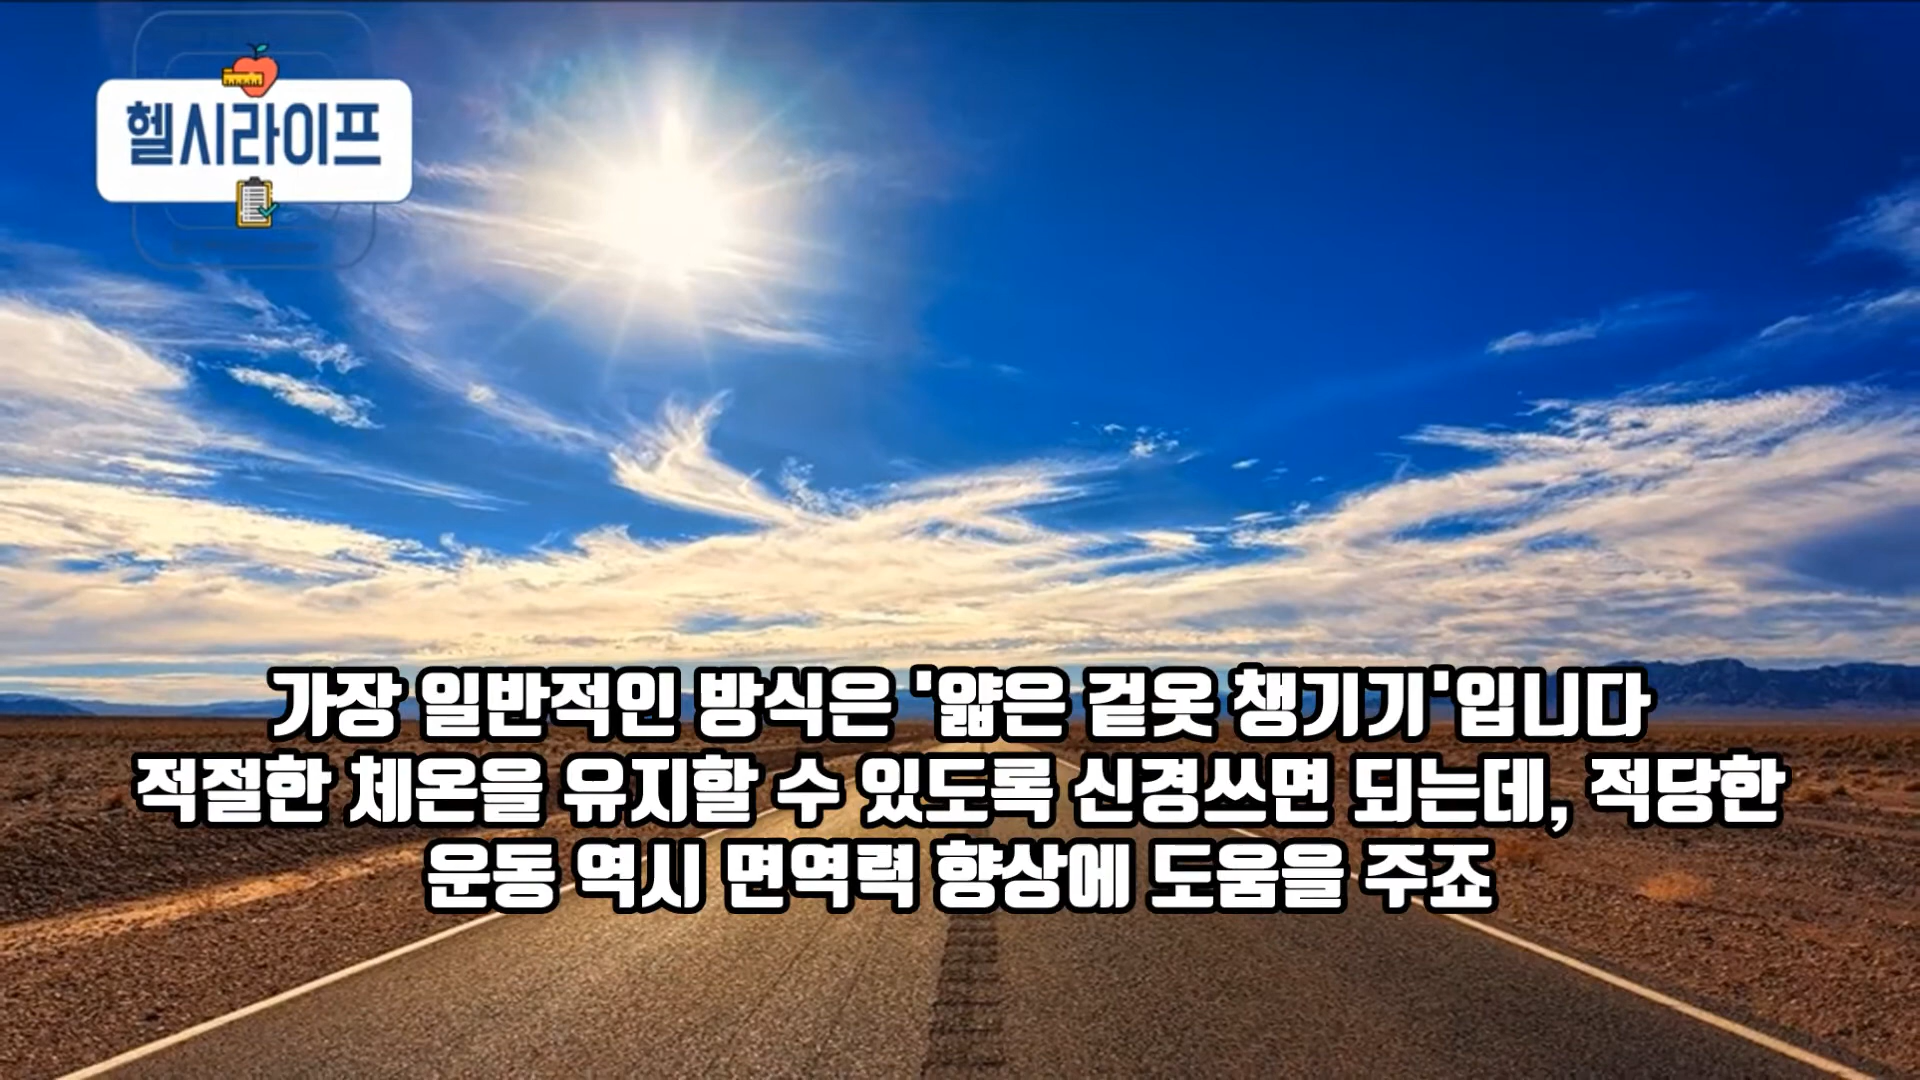 헬시라이프
가장 일반적인 방식은 '얇은 겉옷 챙기기'입니다
적절한 체온을 유지할 수 있도록 신경쓰면 되는데, 적당한
운동 역시 면역력 향상에 도움을 주죠